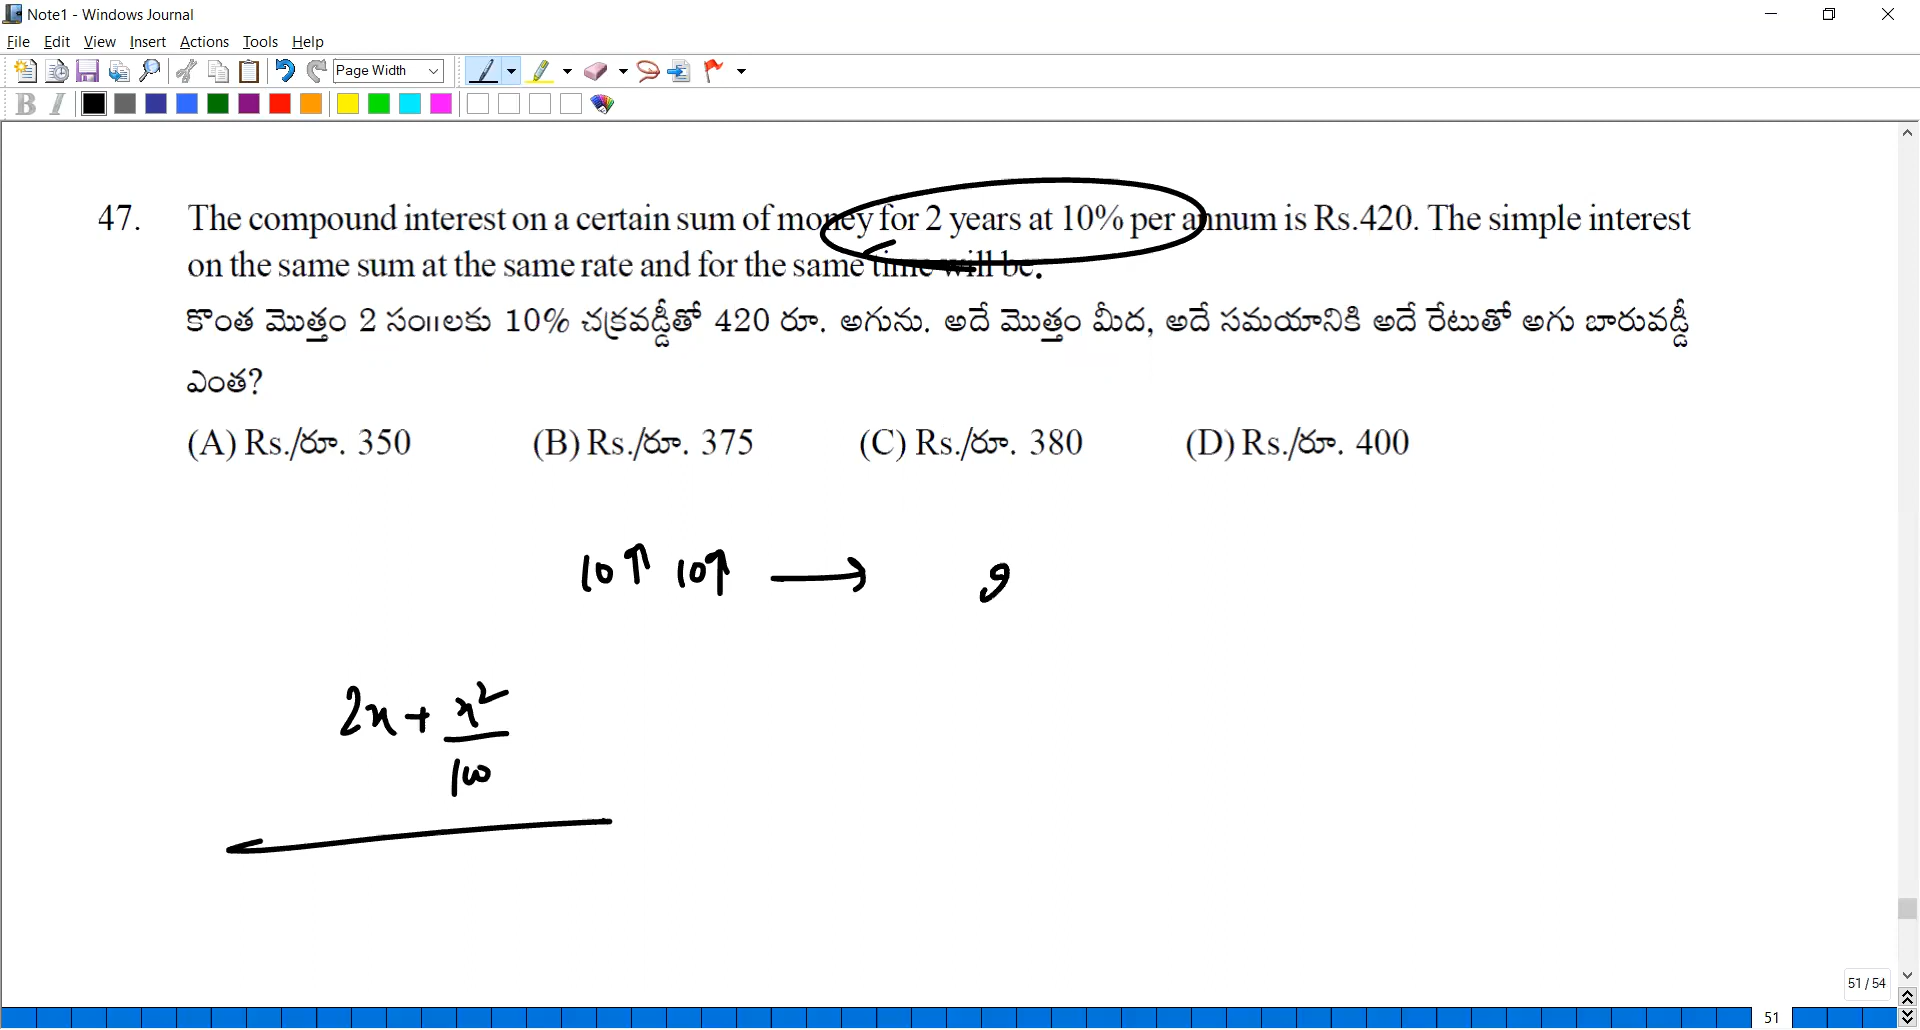 Note1 - Windows Journal
File Edit View Insert Actions Tools Help
Page Width
B I
47. The compound interest on a certain sum of money for 2 years at 10% per annum is Rs.420. The simple interest
on the same sum at the same rate and for the same time will be.
కొంత మొత్తం 2 సం॥లకు 10% చక్రవడ్డీతో 420 రూ. అగును. అదే మొత్తం మీద, అదే సమయానికి అదే రేటుతో అగు బారువడ్డీ
ఎంత?
(A) Rs./రూ. 350 (B) Rs./రూ. 375 (C) Rs./రూ. 380 (D) Rs./రూ. 400
10↑ 10↑ →
2x + x²
100
51 / 54
51